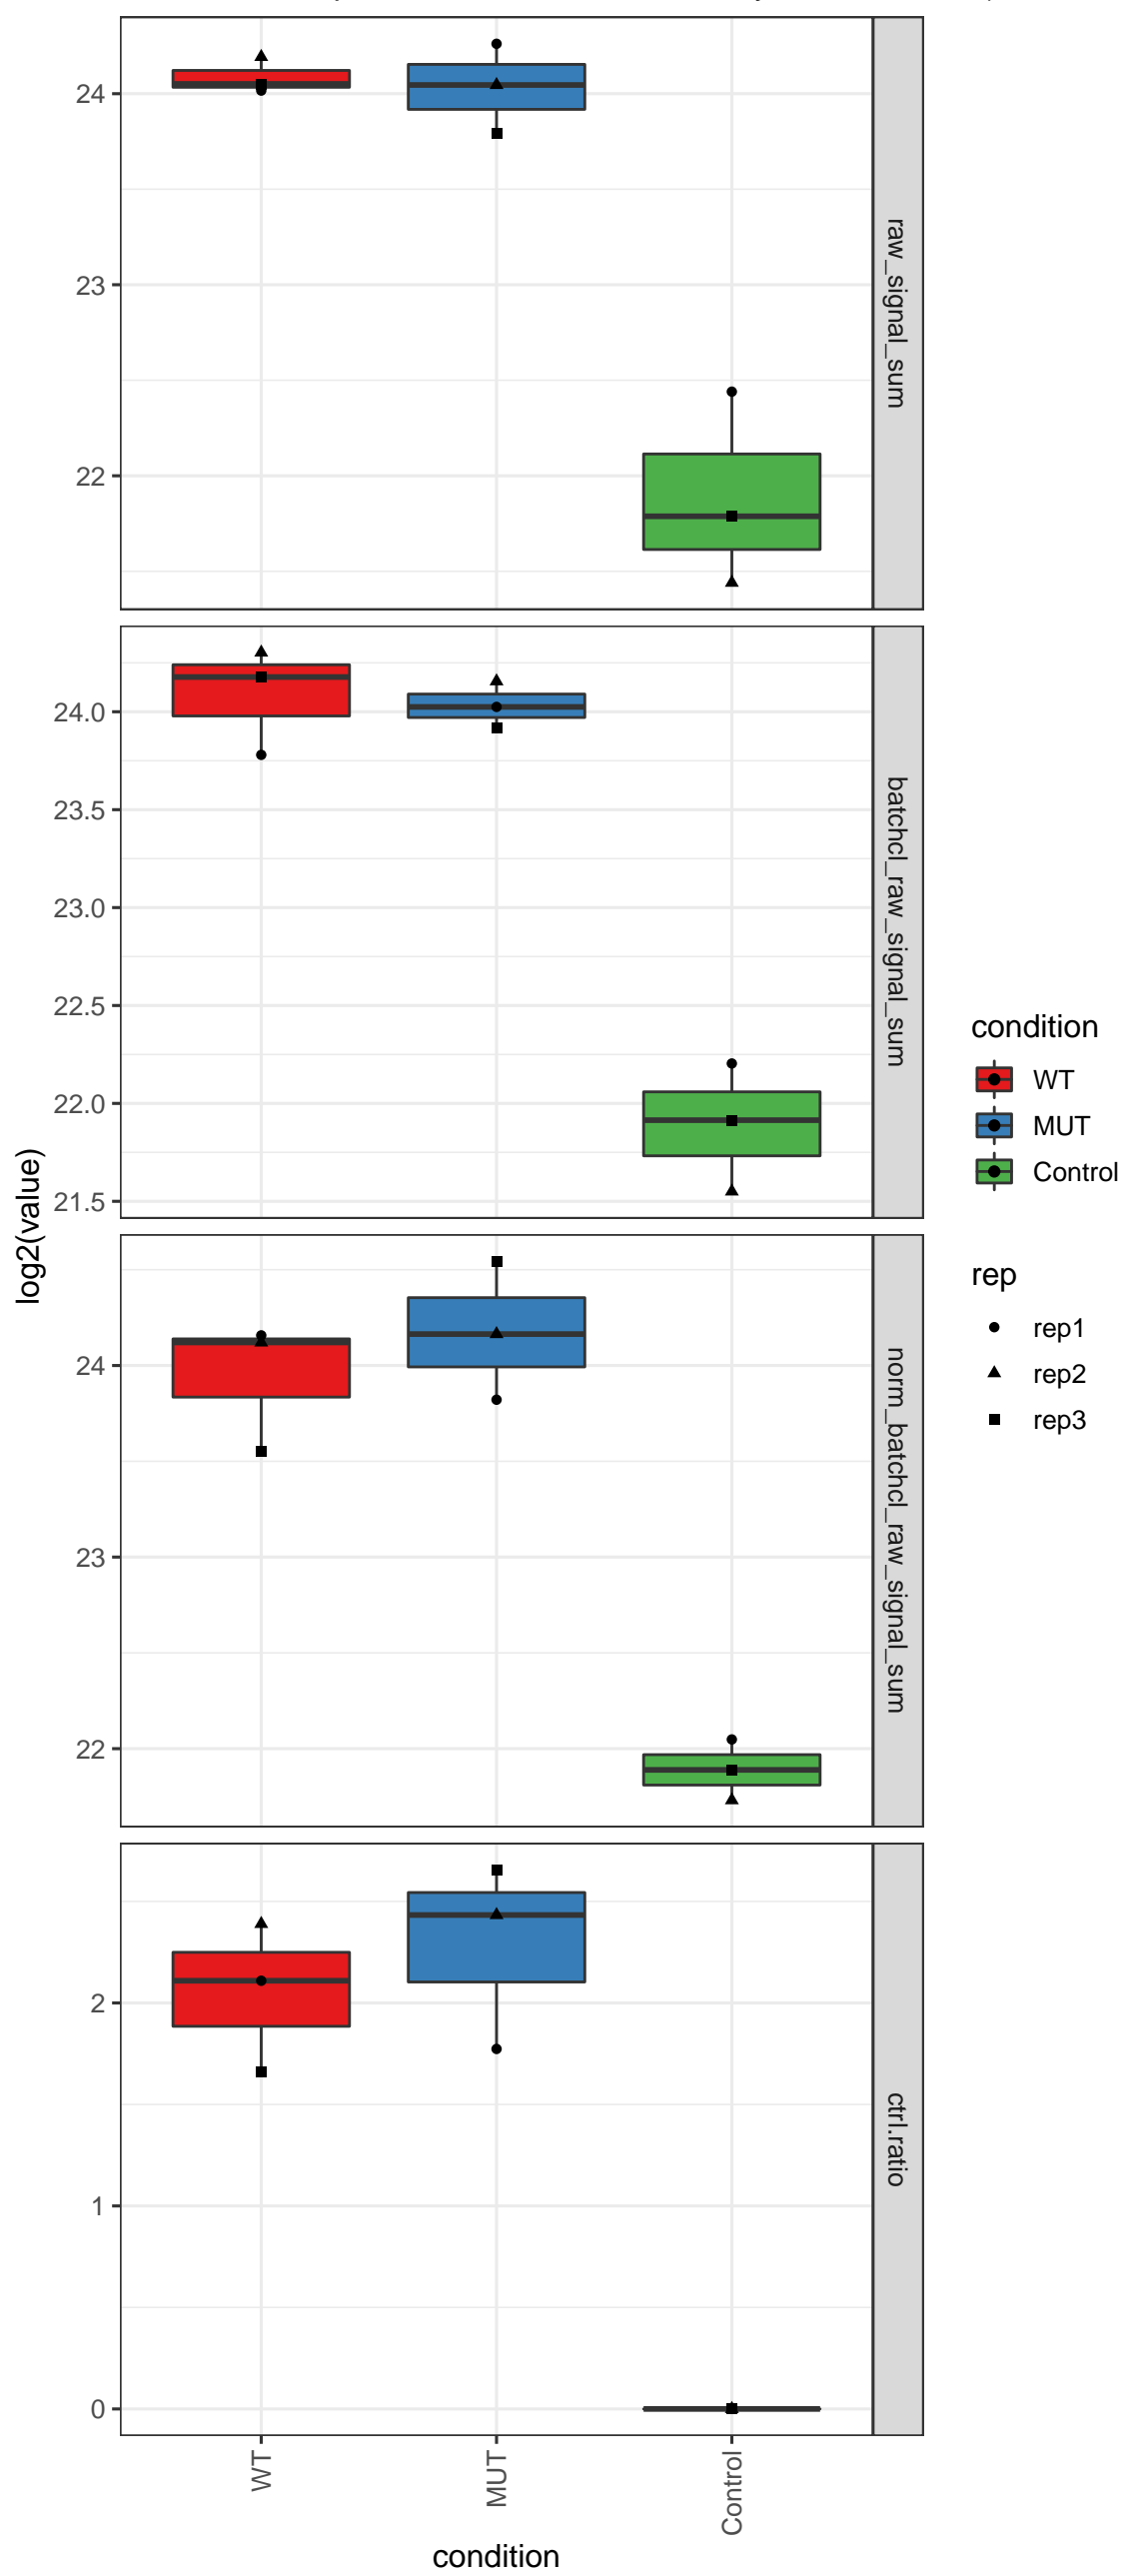 24
23
22
raw_signal_sum
24.0
23.5
23.0
22.5
22.0
21.5
batchcl_raw_signal_sum
24
23
22
norm_batchcl_raw_signal_sum
2
1
0
ctrl.ratio
log2(value)
WT
MUT
Control
condition
condition
WT
MUT
Control
rep
rep1
rep2
rep3